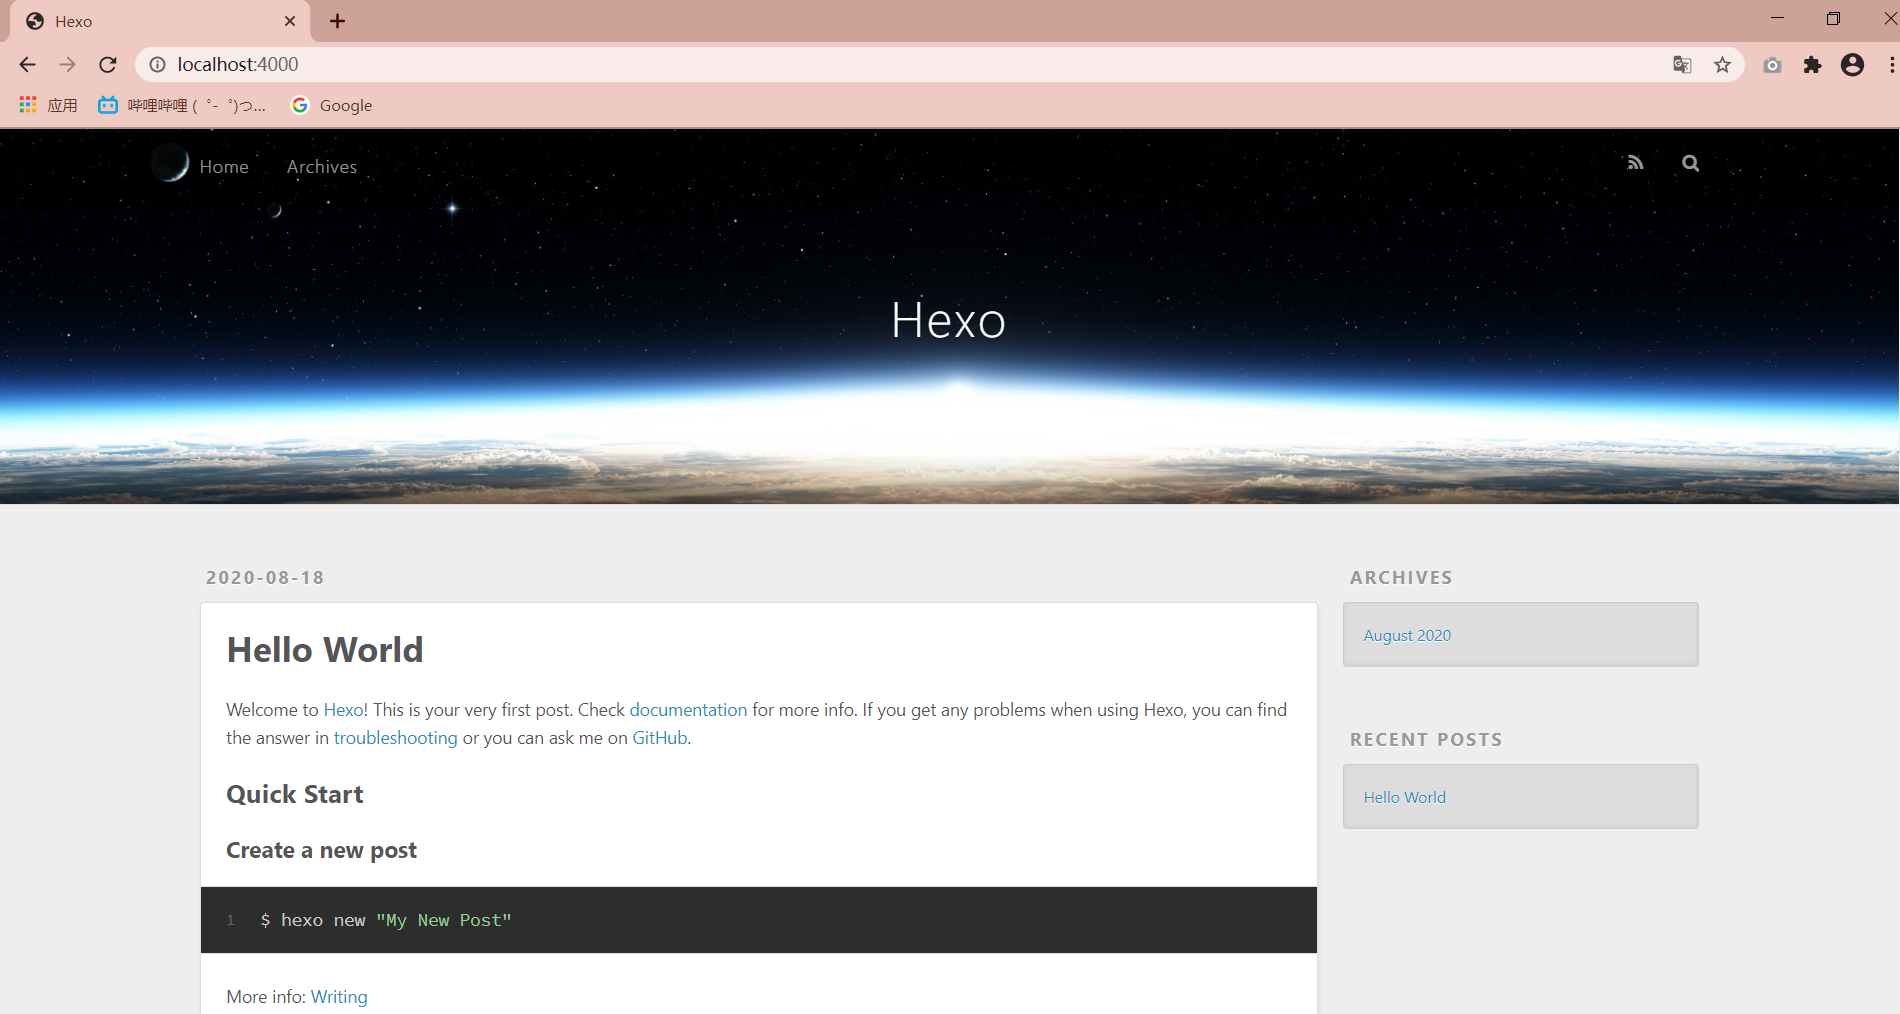 Hexo
localhost:4000
应用 哔哩哔哩 ( ゜- ゜)つ... Google
Home Archives
Hexo
2020-08-18
Hello World
Welcome to Hexo! This is your very first post. Check documentation for more info. If you get any problems when using Hexo, you can find
the answer in troubleshooting or you can ask me on GitHub.
Quick Start
Create a new post
1 $ hexo new "My New Post"
More info: Writing
ARCHIVES
August 2020
RECENT POSTS
Hello World